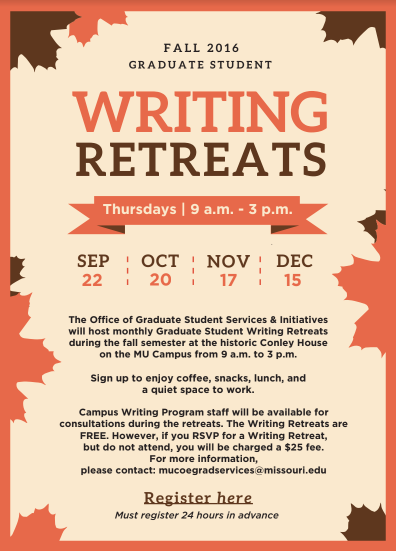 FALL 2016
GRADUATE STUDENT
WRITING
RETREATS
Thursdays | 9 a.m. - 3 p.m.
SEP OCT NOV DEC
22 20 17 15
The Office of Graduate Student Services & Initiatives
will host monthly Graduate Student Writing Retreats
during the fall semester at the historic Conley House
on the MU Campus from 9 a.m. to 3 p.m.
Sign up to enjoy coffee, snacks, lunch, and
a quiet space to work.
Campus Writing Program staff will be available for
consultations during the retreats. The Writing Retreats are
FREE. However, if you RSVP for a Writing Retreat,
but do not attend, you will be charged a $25 fee.
For more information,
please contact: mucoegradservices@missouri.edu
Register here
Must register 24 hours in advance